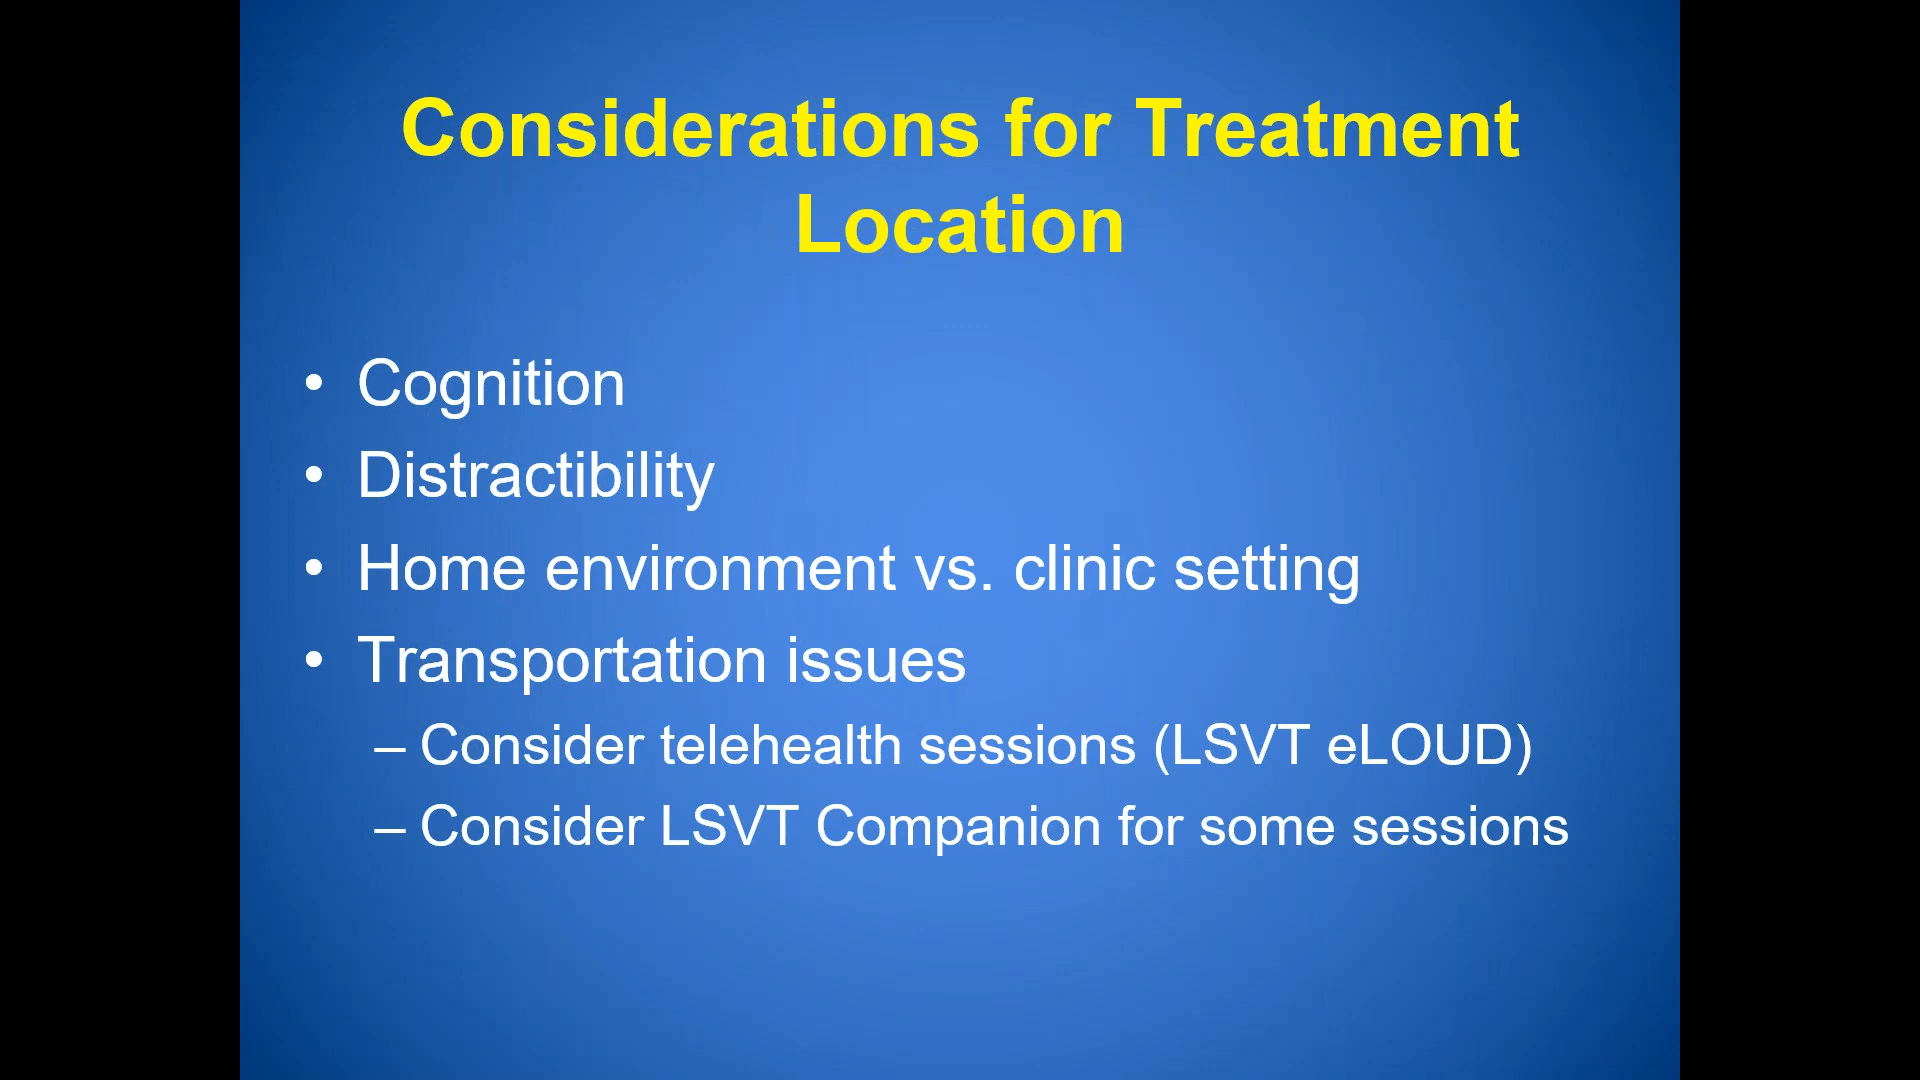 Considerations for Treatment
Location
• Cognition
• Distractibility
• Home environment vs. clinic setting
• Transportation issues
– Consider telehealth sessions (LSVT eLOUD)
– Consider LSVT Companion for some sessions